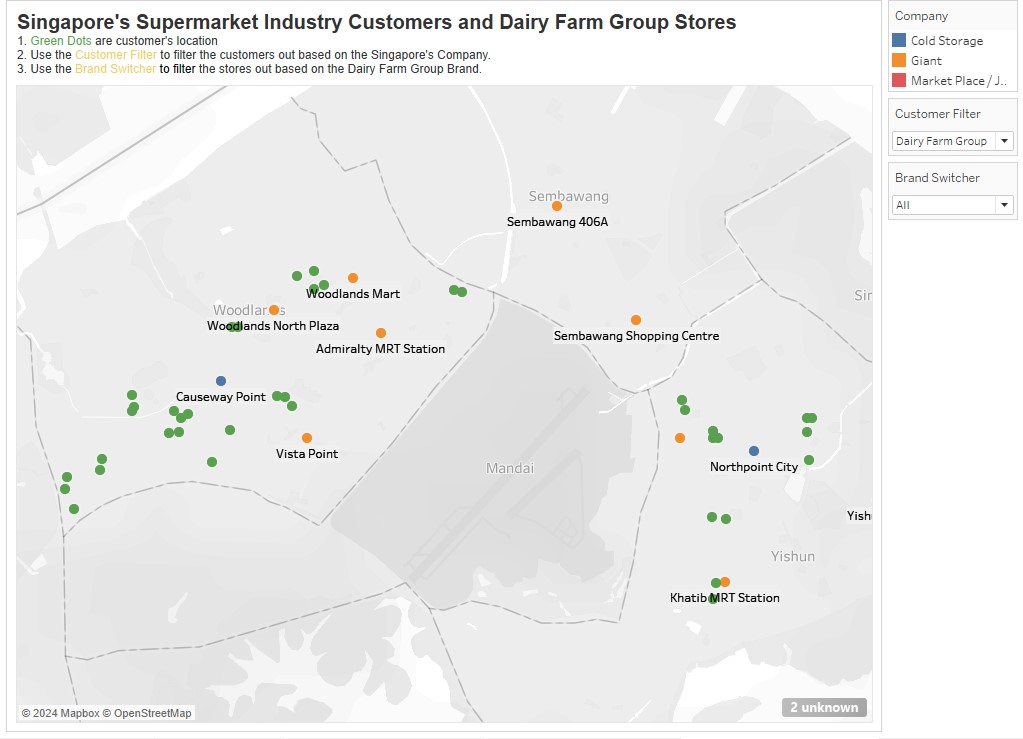 Singapore's Supermarket Industry Customers and Dairy Farm Group Stores
1. Green Dots are customer's location
2. Use the Customer Filter to filter the customers out based on the Singapore's Company.
3. Use the Brand Switcher to filter the stores out based on the Dairy Farm Group Brand.
Company
Cold Storage
Giant
Market Place / J..
Customer Filter
Dairy Farm Group
Brand Switcher
All
Sembawang
Sembawang 406A
Woodlands Mart
Woodlands
Woodlands North Plaza
Sir
Sembawang Shopping Centre
Admiralty MRT Station
Causeway Point
Vista Point
Mandai
Northpoint City
Yish
Yishun
Khatib MRT Station
2 unknown
© 2024 Mapbox © OpenStreetMap